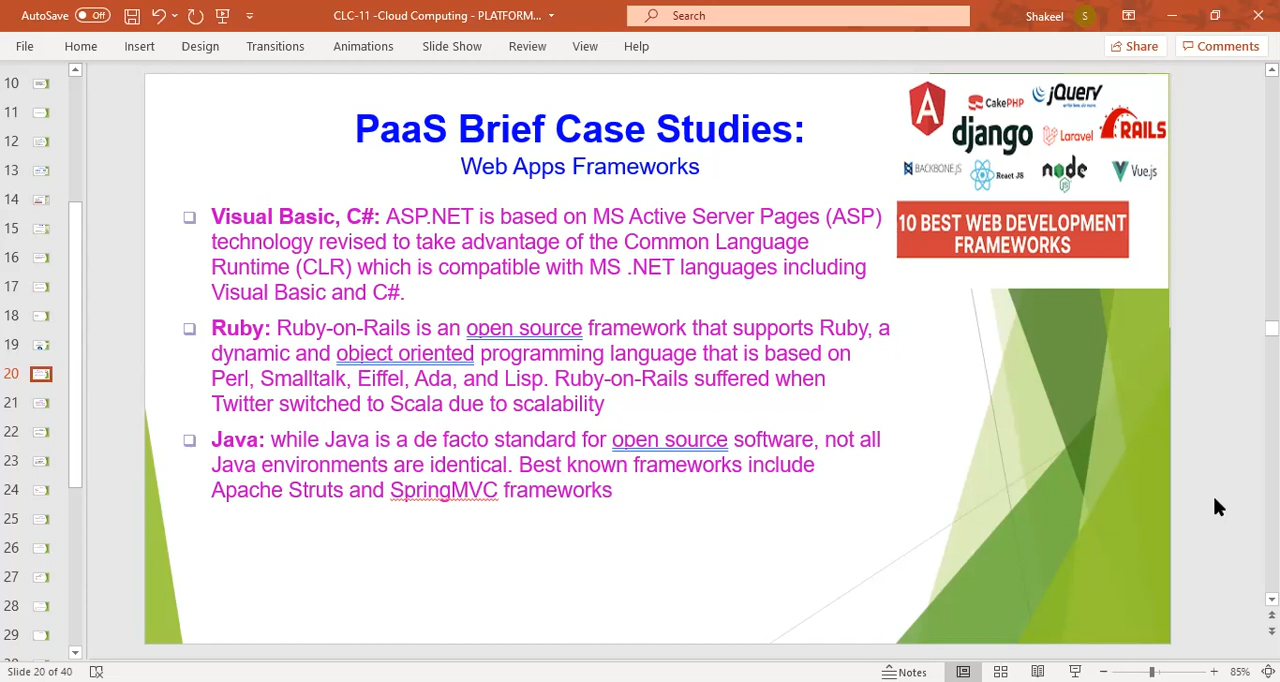 AutoSave Off CLC-11 -Cloud Computing - PLATFORM... Search Shakeel S
File Home Insert Design Transitions Animations Slide Show Review View Help Share Comments
10
11
12
13
14
15
16
17
18
19
20
21
22
23
24
25
26
27
28
29
PaaS Brief Case Studies:
Web Apps Frameworks
Visual Basic, C#: ASP.NET is based on MS Active Server Pages (ASP)
technology revised to take advantage of the Common Language
Runtime (CLR) which is compatible with MS .NET languages including
Visual Basic and C#.
Ruby: Ruby-on-Rails is an open source framework that supports Ruby, a
dynamic and object oriented programming language that is based on
Perl, Smalltalk, Eiffel, Ada, and Lisp. Ruby-on-Rails suffered when
Twitter switched to Scala due to scalability
Java: while Java is a de facto standard for open source software, not all
Java environments are identical. Best known frameworks include
Apache Struts and SpringMVC frameworks
A CakePHP jQuery
django Laravel RAILS
BACKBONE.JS React JS node JS Vue.js
10 BEST WEB DEVELOPMENT
FRAMEWORKS
Slide 20 of 40 Notes 85%